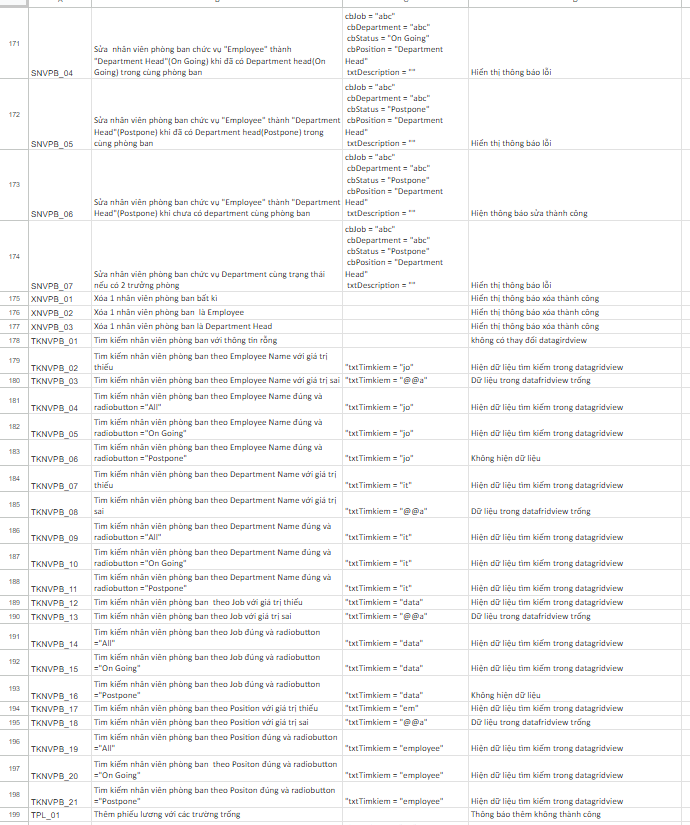 171
SNVPB_04
Sửa nhân viên phòng ban chức vụ "Employee" thành
"Department Head"(On Going) khi đã có Department head(On
Going) trong cùng phòng ban
cbJob = "abc"
cbDepartment = "abc"
cbStatus = "On Going"
cbPosition = "Department
Head"
txtDescription = ""
Hiển thị thông báo lỗi
172
SNVPB_05
Sửa nhân viên phòng ban chức vụ "Employee" thành "Department
Head"(Postpone) khi đã có Department head(Postpone) trong
cùng phòng ban
cbJob = "abc"
cbDepartment = "abc"
cbStatus = "Postpone"
cbPosition = "Department
Head"
txtDescription = ""
Hiển thị thông báo lỗi
173
SNVPB_06
Sửa nhân viên phòng ban chức vụ "Employee" thành "Department
Head"(Postpone) khi chưa có department cùng phòng ban
cbJob = "abc"
cbDepartment = "abc"
cbStatus = "Postpone"
cbPosition = "Department
Head"
txtDescription = ""
Hiện thông báo sửa thành công
174
SNVPB_07
Sửa nhân viên phòng ban chức vụ Department cùng trạng thái
nếu có 2 trưởng phòng
cbJob = "abc"
cbDepartment = "abc"
cbStatus = "Postpone"
cbPosition = "Department
Head"
txtDescription = ""
Hiển thị thông báo lỗi
175 XNVPB_01 Xóa 1 nhân viên phòng ban bất kì Hiển thị thông báo xóa thành công
176 XNVPB_02 Xóa 1 nhân viên phòng ban là Employee Hiển thị thông báo xóa thành công
177 XNVPB_03 Xóa 1 nhân viên phòng ban là Department Head Hiển thị thông báo xóa thành công
178 TKNVPB_01 Tìm kiếm nhân viên phòng ban với thông tin rỗng không có thay đổi datagirdview
179
TKNVPB_02
Tìm kiếm nhân viên phòng ban theo Employee Name với giá trị
thiếu
"txtTimkiem = "jo"
Hiện dữ liệu tìm kiếm trong datagridview
180 TKNVPB_03 Tìm kiếm nhân viên phòng ban theo Employee Name với giá trị sai "txtTimkiem = "@@a" Dữ liệu trong datafridview trống
181
TKNVPB_04
Tìm kiếm nhân viên phòng ban theo Employee Name đúng và
radiobutton ="All"
"txtTimkiem = "jo"
Hiện dữ liệu tìm kiếm trong datagridview
182
TKNVPB_05
Tìm kiếm nhân viên phòng ban theo Employee Name đúng và
radiobutton ="On Going"
"txtTimkiem = "jo"
Hiện dữ liệu tìm kiếm trong datagridview
183
TKNVPB_06
Tìm kiếm nhân viên phòng ban theo Employee Name đúng và
radiobutton ="Postpone"
"txtTimkiem = "jo"
Không hiện dữ liệu
184
TKNVPB_07
Tìm kiếm nhân viên phòng ban theo Department Name với giá trị
thiếu
"txtTimkiem = "it"
Hiện dữ liệu tìm kiếm trong datagridview
185
TKNVPB_08
Tìm kiếm nhân viên phòng ban theo Department Name với giá trị
sai
"txtTimkiem = "@@a"
Dữ liệu trong datafridview trống
186
TKNVPB_09
Tìm kiếm nhân viên phòng ban theo Department Name đúng và
radiobutton ="All"
"txtTimkiem = "it"
Hiện dữ liệu tìm kiếm trong datagridview
187
TKNVPB_10
Tìm kiếm nhân viên phòng ban theo Department Name đúng và
radiobutton ="On Going"
"txtTimkiem = "it"
Hiện dữ liệu tìm kiếm trong datagridview
188
TKNVPB_11
Tìm kiếm nhân viên phòng ban theo Department Name đúng và
radiobutton ="Postpone"
"txtTimkiem = "it"
Hiện dữ liệu tìm kiếm trong datagridview
189 TKNVPB_12 Tìm kiếm nhân viên phòng ban theo Job với giá trị thiếu "txtTimkiem = "data" Hiện dữ liệu tìm kiếm trong datagridview
190 TKNVPB_13 Tìm kiếm nhân viên phòng ban theo Job với giá trị sai "txtTimkiem = "@@a" Dữ liệu trong datafridview trống
191
TKNVPB_14
Tìm kiếm nhân viên phòng ban theo Job đúng và radiobutton
="All"
"txtTimkiem = "data"
Hiện dữ liệu tìm kiếm trong datagridview
192
TKNVPB_15
Tìm kiếm nhân viên phòng ban theo Job đúng và radiobutton
="On Going"
"txtTimkiem = "data"
Hiện dữ liệu tìm kiếm trong datagridview
193
TKNVPB_16
Tìm kiếm nhân viên phòng ban theo Job đúng và radiobutton
="Postpone"
"txtTimkiem = "data"
Không hiện dữ liệu
194 TKNVPB_17 Tìm kiếm nhân viên phòng ban theo Position với giá trị thiếu "txtTimkiem = "em" Hiện dữ liệu tìm kiếm trong datagridview
195 TKNVPB_18 Tìm kiếm nhân viên phòng ban theo Position với giá trị sai "txtTimkiem = "@@a" Dữ liệu trong datafridview trống
196
TKNVPB_19
Tìm kiếm nhân viên phòng ban theo Position đúng và radiobutton
="All"
"txtTimkiem = "employee"
Hiện dữ liệu tìm kiếm trong datagridview
197
TKNVPB_20
Tìm kiếm nhân viên phòng ban theo Positon đúng và radiobutton
="On Going"
"txtTimkiem = "employee"
Hiện dữ liệu tìm kiếm trong datagridview
198
TKNVPB_21
Tìm kiếm nhân viên phòng ban theo Positon đúng và radiobutton
="Postpone"
"txtTimkiem = "employee"
Hiện dữ liệu tìm kiếm trong datagridview
199 TPL_01 Thêm phiếu lương với các trường trống Thông báo thêm không thành công